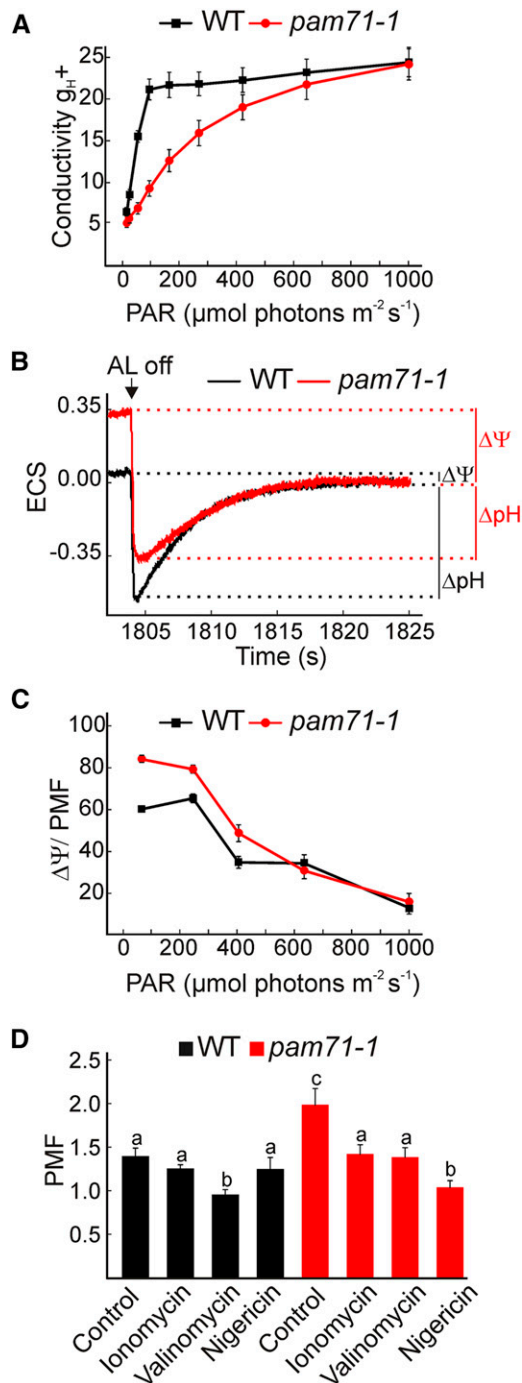 A
WT pam71-1
Conductivity gH+
25
20
15
10
5
0 200 400 600 800 1000
PAR (µmol photons m-2 s-1)
B
AL off
WT pam71-1
ECS
0.35
0.00
-0.35
ΔΨ
ΔΨ
ΔpH
ΔpH
1805 1810 1815 1820 1825
Time (s)
C
WT pam71-1
ΔΨ/ PMF
100
80
60
40
20
0 200 400 600 800 1000
PAR (µmol photons m-2 s-1)
D
WT pam71-1
PMF
2.0
1.5
1.0
0.5
a a b a c a a b
Control Ionomycin Valinomycin Nigericin Control Ionomycin Valinomycin Nigericin